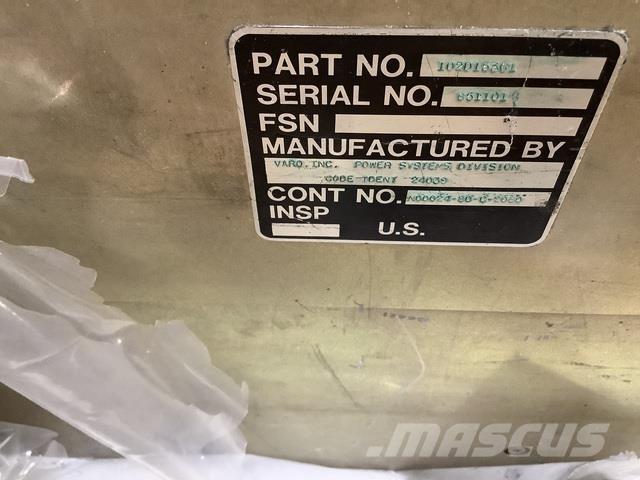 PART NO. 102D16361
SERIAL NO.
FSN
MANUFACTURED BY
VARO, INC. POWER SYSTEMS DIVISION
CODE IDENT 24039
CONT NO.
INSP
U.S.
MASCUS